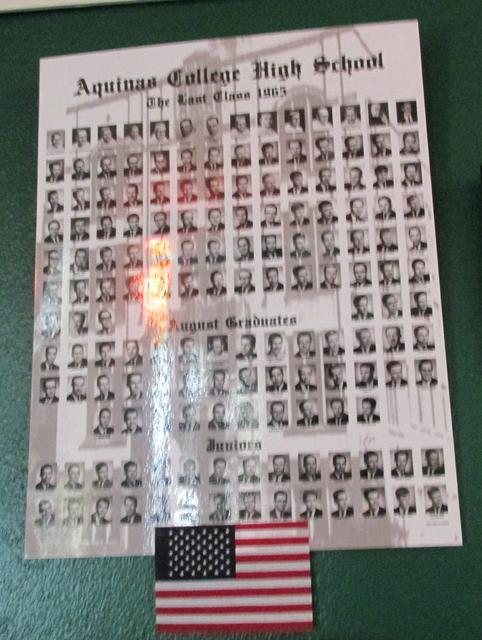 Aquinas College High School
The Last Class 1965
August Graduates
Juniors